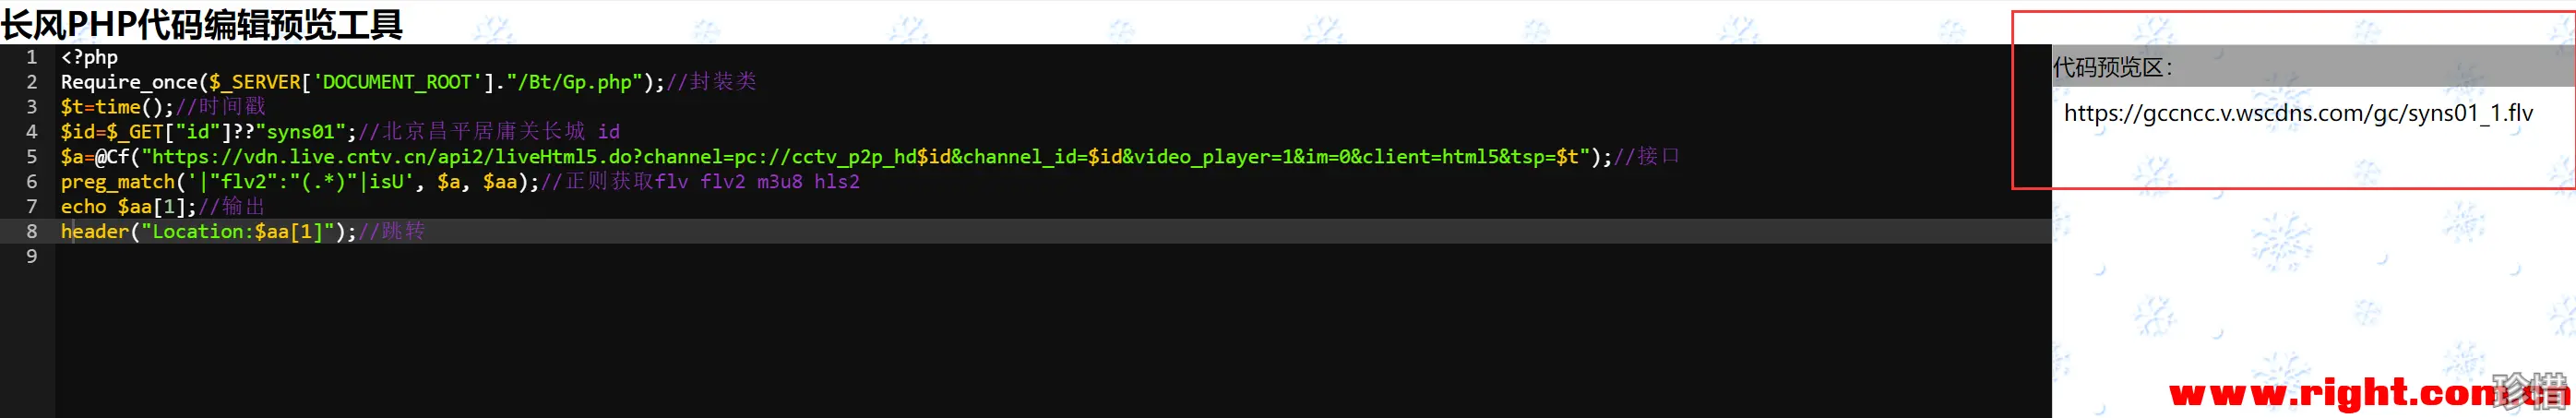 长风PHP代码编辑预览工具
1 <?php
2 Require_once($_SERVER['DOCUMENT_ROOT']."/Bt/Gp.php");//封装类
3 $t=time();//时间戳
4 $id=$_GET["id"]??"syns01";//北京昌平居庸关长城 id
5 $a=@Cf("https://vdn.live.cntv.cn/api2/liveHtml5.do?channel=pc://cctv_p2p_hd$id&channel_id=$id&video_player=1&im=0&client=html5&tsp=$t");//接口
6 preg_match('|"flv2":"(.*)"|isU', $a, $aa);//正则获取flv flv2 m3u8 hls2
7 echo $aa[1];//输出
8 header("Location:$aa[1]");//跳转
9
代码预览区：
https://gccncc.v.wscdns.com/gc/syns01_1.flv
www.right.com.cn
珍惜